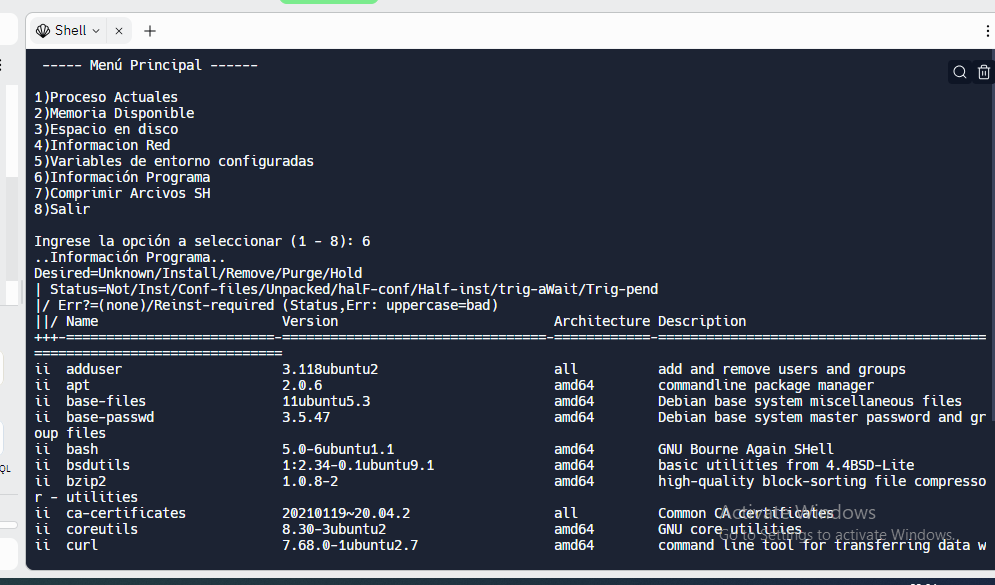 Shell
----- Menú Principal ------
1)Proceso Actuales
2)Memoria Disponible
3)Espacio en disco
4)Informacion Red
5)Variables de entorno configuradas
6)Información Programa
7)Comprimir Arcivos SH
8)Salir
Ingrese la opción a seleccionar (1 - 8): 6
..Información Programa..
Desired=Unknown/Install/Remove/Purge/Hold
| Status=Not/Inst/Conf-files/Unpacked/halF-conf/Half-inst/trig-aWait/Trig-pend
|/ Err?=(none)/Reinst-required (Status,Err: uppercase=bad)
||/ Name Version Architecture Description
+++-==========================-=================================-============-=========================================
===============================
ii adduser 3.118ubuntu2 all add and remove users and groups
ii apt 2.0.6 amd64 commandline package manager
ii base-files 11ubuntu5.3 amd64 Debian base system miscellaneous files
ii base-passwd 3.5.47 amd64 Debian base system master password and gr
oup files
ii bash 5.0-6ubuntu1.1 amd64 GNU Bourne Again SHell
ii bsdutils 1:2.34-0.1ubuntu9.1 amd64 basic utilities from 4.4BSD-Lite
ii bzip2 1.0.8-2 amd64 high-quality block-sorting file compresso
r - utilities
ii ca-certificates 20210119~20.04.2 all Common CA certificates
ii coreutils 8.30-3ubuntu2 amd64 GNU core utilities
ii curl 7.68.0-1ubuntu2.7 amd64 command line tool for transferring data w
Activate Windows
Go to Settings to activate Windows.
QL